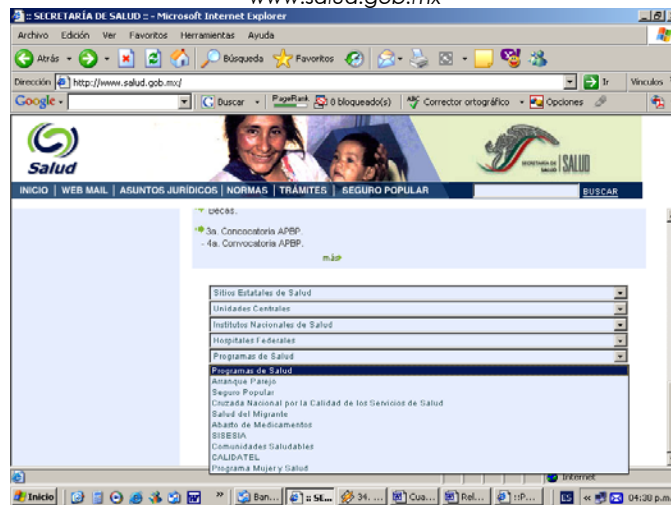 www.salud.gob.mx
:: SECRETARÍA DE SALUD :: - Microsoft Internet Explorer
Archivo Edición Ver Favoritos Herramientas Ayuda
Atrás Búsqueda Favoritos
Dirección http://www.salud.gob.mx/ Ir Vínculos
Google Buscar PageRank 0 bloqueado(s) Corrector ortográfico Opciones
Salud
SECRETARÍA DE SALUD
INICIO | WEB MAIL | ASUNTOS JURÍDICOS | NORMAS | TRÁMITES | SEGURO POPULAR BUSCAR
Becas.
3a. Concocatoria APBP.
- 4a. Convocatoria APBP.
más
Sitios Estatales de Salud
Unidades Centrales
Institutos Nacionales de Salud
Hospitales Federales
Programas de Salud
Programas de Salud
Arranque Parejo
Seguro Popular
Cruzada Nacional por la Calidad de los Servicios de Salud
Salud del Migrante
Abasto de Medicamentos
SISESIA
Comunidades Saludables
CALIDATEL
Programa Mujer y Salud
Internet
Inicio » Ban... :: SE... 34. ... Cua... Rel... ::P... ES « 04:38 p.m.